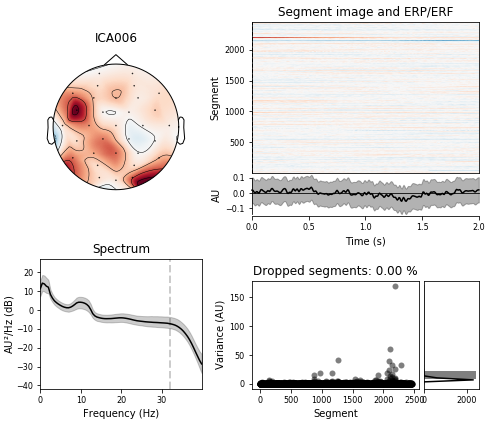 ICA006
Segment image and ERP/ERF
Segment
2000
1500
1000
500
AU
0.1
0.0
−0.1
0.0 0.5 1.0 1.5 2.0
Time (s)
Spectrum
AU²/Hz (dB)
20
10
0
−10
−20
−30
−40
0 10 20 30
Frequency (Hz)
Dropped segments: 0.00 %
Variance (AU)
150
100
50
0
0 500 1000 1500 2000 2500
Segment
0 2000